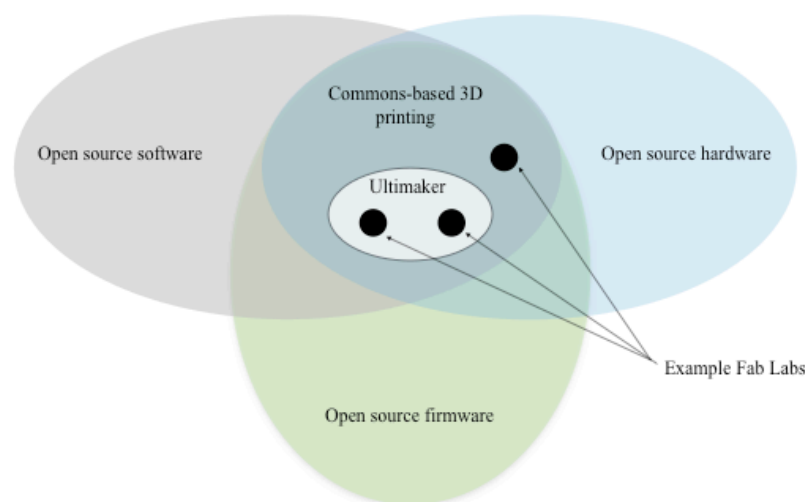 Commons-based 3D
printing
Open source software
Open source hardware
Ultimaker
Example Fab Labs
Open source firmware